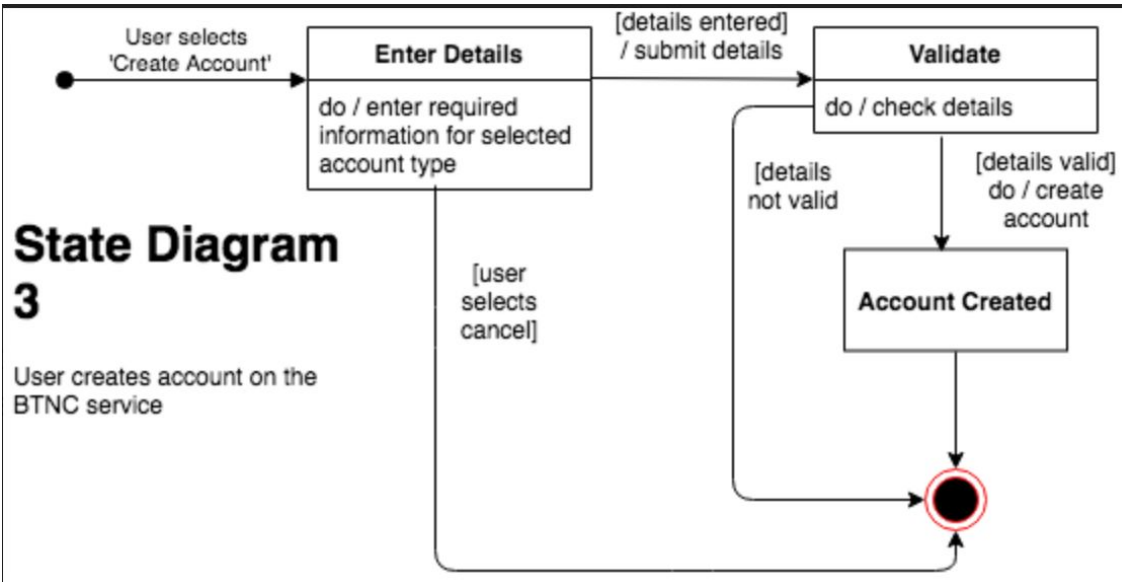 User selects
'Create Account'
Enter Details
do / enter required
information for selected
account type
[details entered]
/ submit details
Validate
do / check details
[details
not valid
[details valid]
do / create
account
Account Created
[user
selects
cancel]
State Diagram
3
User creates account on the
BTNC service